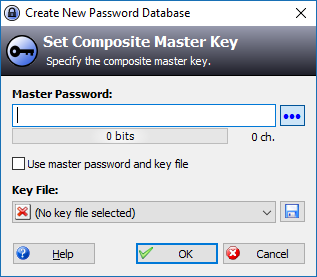 Create New Password Database
Set Composite Master Key
Specify the composite master key.
Master Password:
0 bits 0 ch.
Use master password and key file
Key File:
(No key file selected)
Help OK Cancel